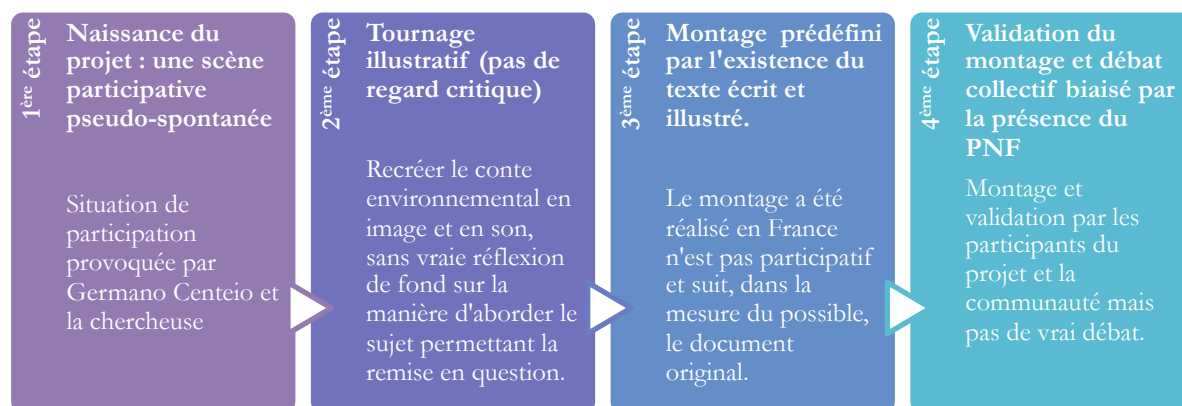 1ère étape
Naissance du
projet : une scène
participative
pseudo-spontanée
Situation de
participation
provoquée par
Germano Centeio et
la chercheuse
2ème étape
Tournage
illustratif (pas de
regard critique)
Recréer le conte
environnemental en
image et en son,
sans vraie réflexion
de fond sur la
manière d'aborder le
sujet permettant la
remise en question.
3ème étape
Montage prédéfini
par l'existence du
texte écrit et
illustré.
Le montage a été
réalisé en France
n'est pas participatif
et suit, dans la
mesure du possible,
le document
original.
4ème étape
Validation du
montage et débat
collectif biaisé par
la présence du
PNF
Montage et
validation par les
participants du
projet et la
communauté mais
pas de vrai débat.